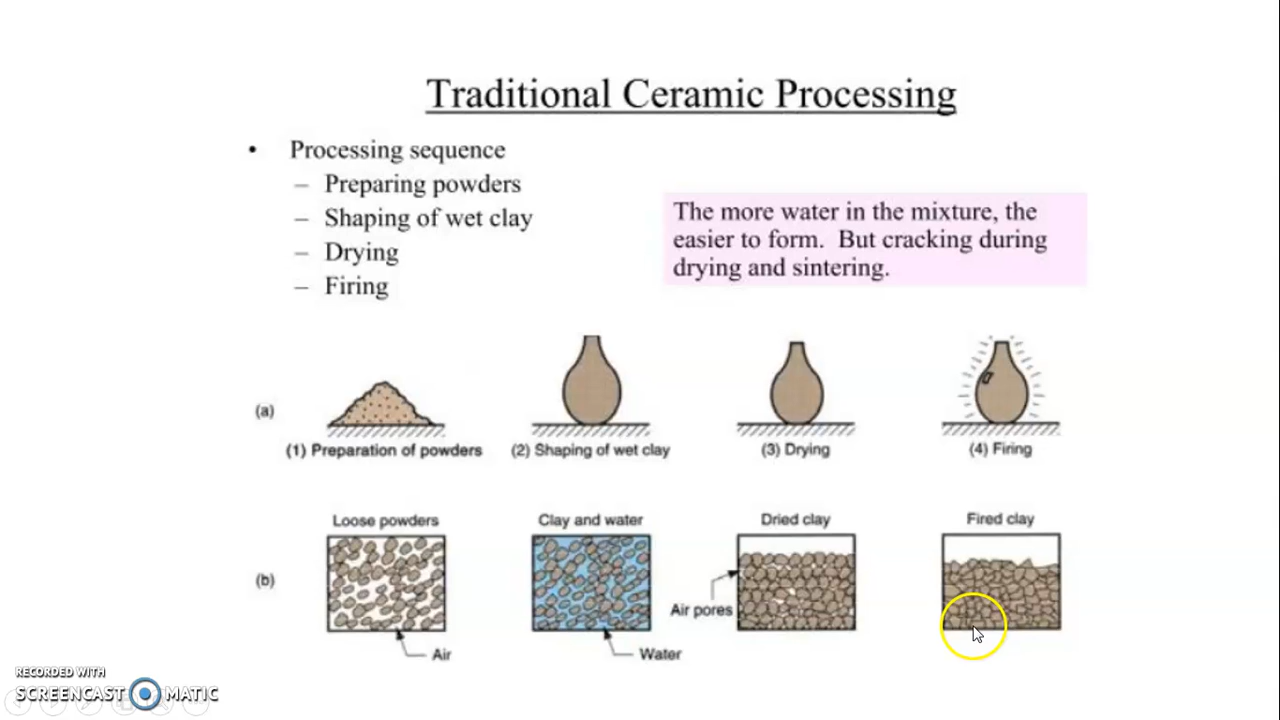 Traditional Ceramic Processing
• Processing sequence
– Preparing powders
– Shaping of wet clay
– Drying
– Firing
The more water in the mixture, the
easier to form. But cracking during
drying and sintering.
(a)
(1) Preparation of powders
(2) Shaping of wet clay
(3) Drying
(4) Firing
Loose powders
Clay and water
Dried clay
Fired clay
(b)
Air pores
Air
Water
RECORDED WITH
SCREENCAST MATIC